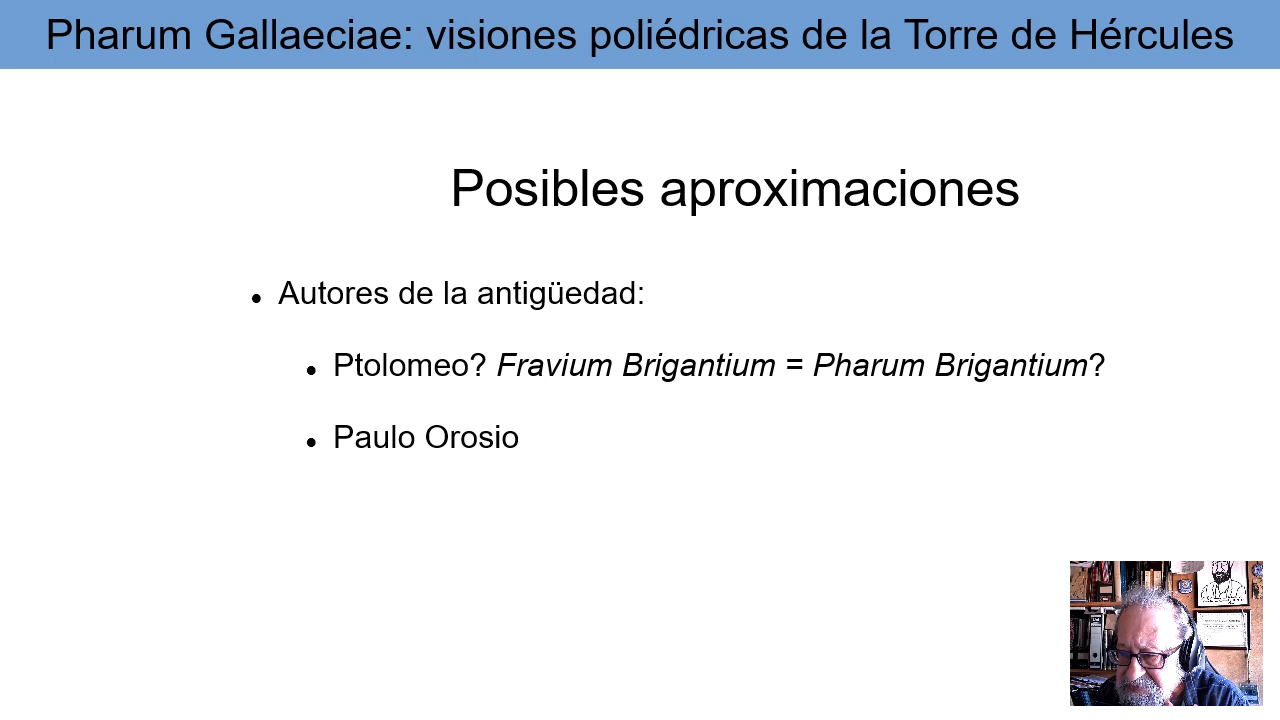 Pharum Gallaeciae: visiones poliédricas de la Torre de Hércules
Posibles aproximaciones
• Autores de la antigüedad:
• Ptolomeo? Fravium Brigantium = Pharum Brigantium?
• Paulo Orosio